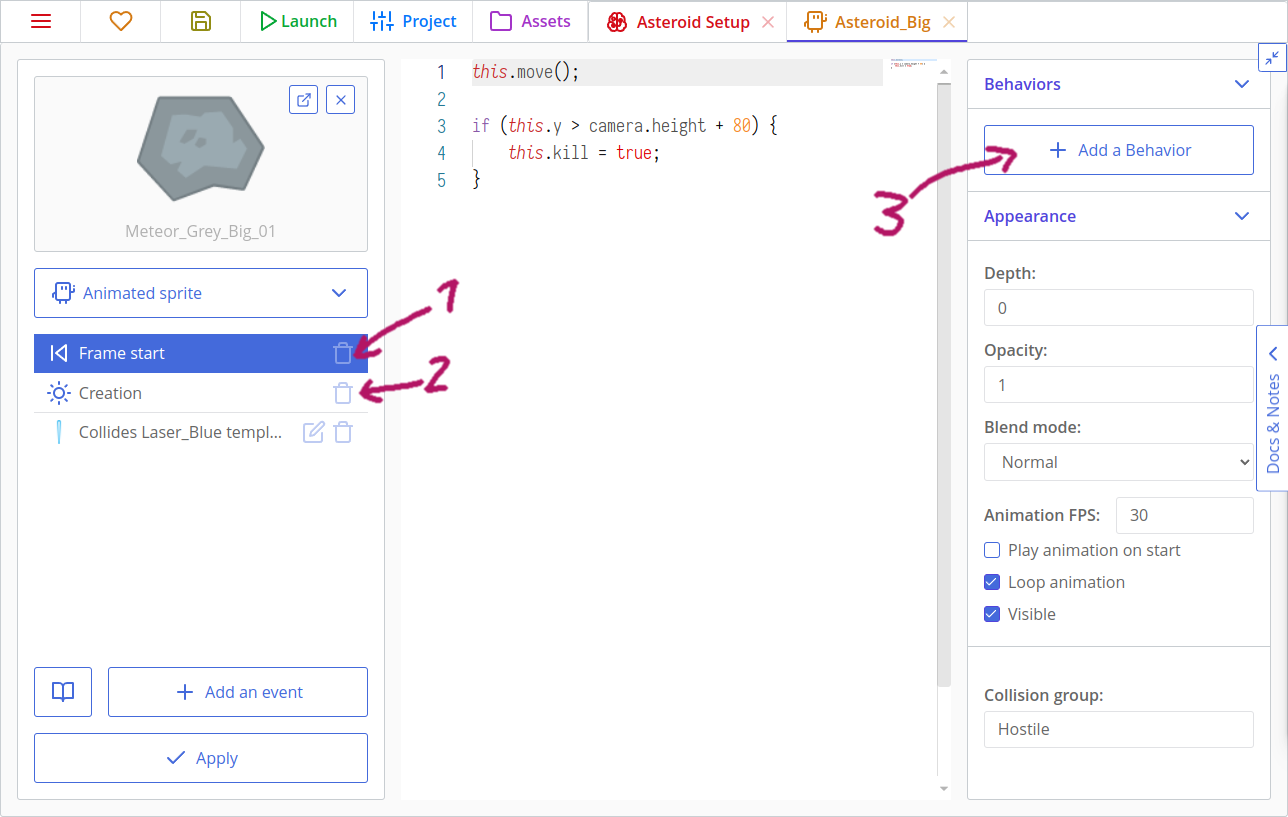 Launch
Project
Assets
Asteroid Setup
Asteroid_Big
Meteor_Grey_Big_01
Animated sprite
Frame start
Creation
Collides Laser_Blue templ...
Add an event
Apply
1 this.move();
2
3 if (this.y > camera.height + 80) {
4 this.kill = true;
5 }
1
2
3
Behaviors
Add a Behavior
Appearance
Depth:
0
Opacity:
1
Blend mode:
Normal
Animation FPS: 30
Play animation on start
Loop animation
Visible
Collision group:
Hostile
Docs & Notes